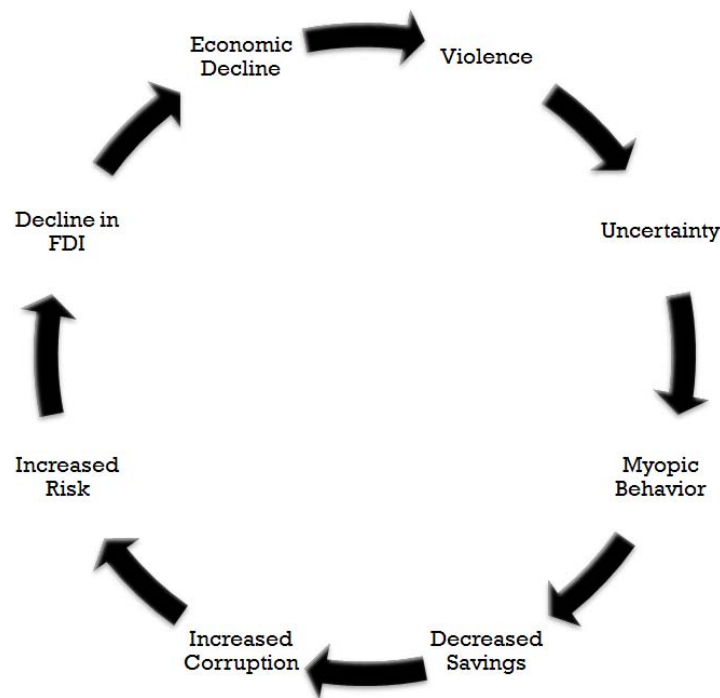 Economic
Decline
Violence
Uncertainty
Myopic
Behavior
Decreased
Savings
Increased
Corruption
Increased
Risk
Decline in
FDI